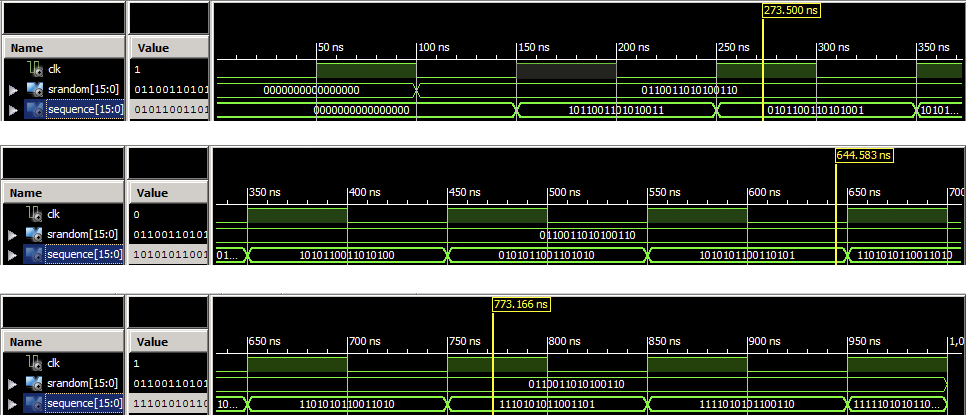 273.500 ns
Name Value 50 ns 100 ns 150 ns 200 ns 250 ns 300 ns 350 ns
clk 1
srandom[15:0] 01100110101 0000000000000000 0110011010100110
sequence[15:0] 01011001101 0000000000000000 1011001101010011 0101100110101001 10101...
644.583 ns
Name Value 350 ns 400 ns 450 ns 500 ns 550 ns 600 ns 650 ns 700
clk 0
srandom[15:0] 01100110101 0110011010100110
sequence[15:0] 10101011001 01... 1010110011010100 0101011001101010 1010101100110101 1101010110011010
773.166 ns
Name Value 650 ns 700 ns 750 ns 800 ns 850 ns 900 ns 950 ns 1,0
clk 1
srandom[15:0] 01100110101 0110011010100110
sequence[15:0] 11101010110 10... 1101010110011010 1110101011001101 1111010101100110 1111101010110011